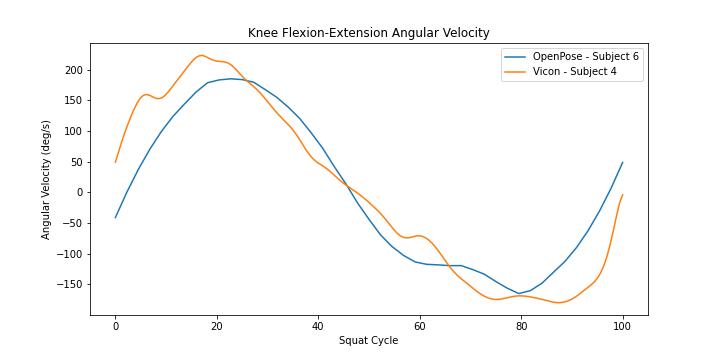 Knee Flexion-Extension Angular Velocity
OpenPose - Subject 6
Vicon - Subject 4
Angular Velocity (deg/s)
200
150
100
50
0
−50
−100
−150
0 20 40 60 80 100
Squat Cycle